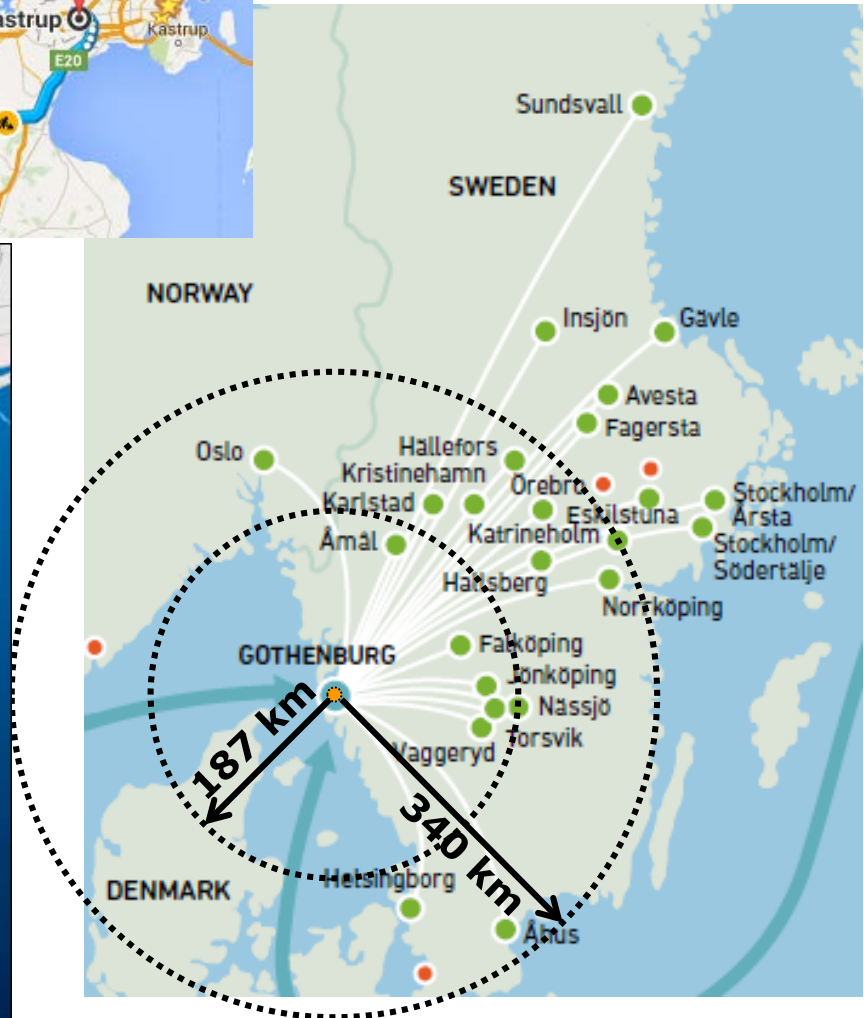 Kastrup
E20
Sundsvall
SWEDEN
NORWAY
Insjön
Gävle
Avesta
Fagersta
Oslo
Hällefors
Kristinehamn
Karlstad
Örebro
Eskilstuna
Stockholm/
Årsta
Åmål
Katrineholm
Stockholm/
Södertälje
Hallsberg
Norrköping
GOTHENBURG
Falköping
Jönköping
Nässjö
Torsvik
Vaggeryd
187 km
340 km
DENMARK
Helsingborg
Åhus